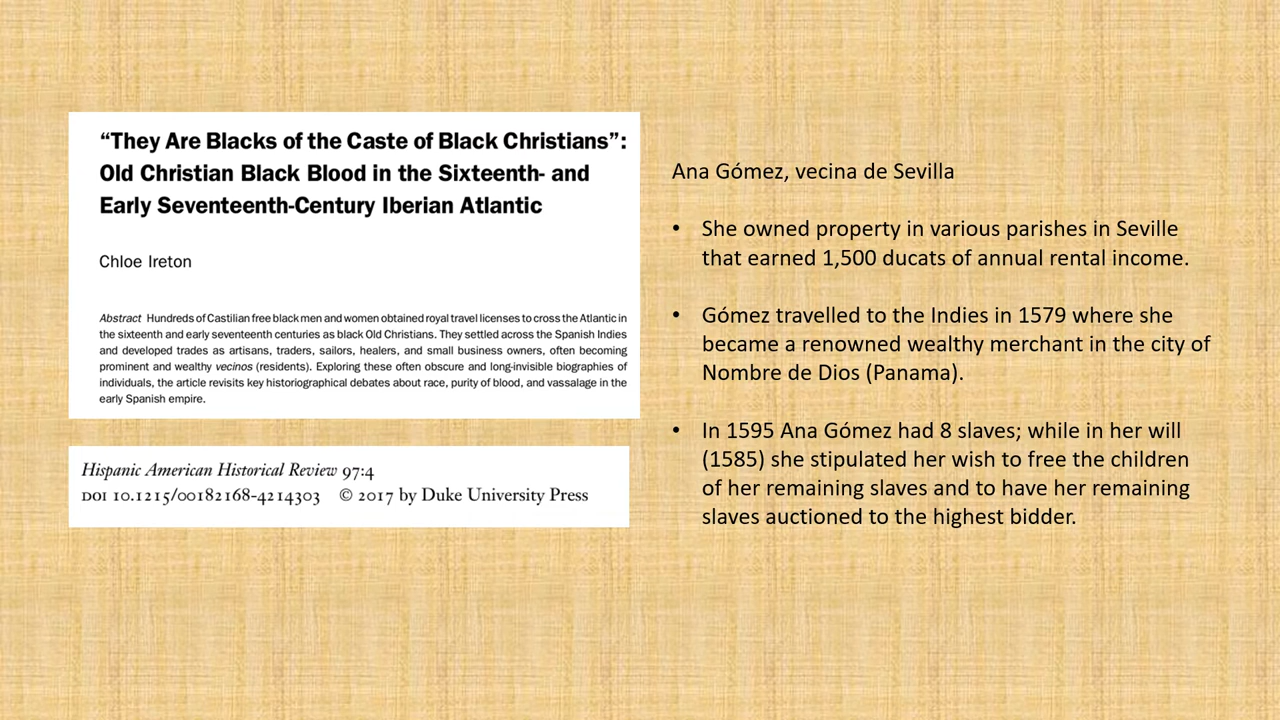 “They Are Blacks of the Caste of Black Christians”:
Old Christian Black Blood in the Sixteenth- and
Early Seventeenth-Century Iberian Atlantic
Chloe Ireton
Abstract Hundreds of Castilian free black men and women obtained royal travel licenses to cross the Atlantic in
the sixteenth and early seventeenth centuries as black Old Christians. They settled across the Spanish Indies
and developed trades as artisans, traders, sailors, healers, and small business owners, often becoming
prominent and wealthy vecinos (residents). Exploring these often obscure and long-invisible biographies of
individuals, the article revisits key historiographical debates about race, purity of blood, and vassalage in the
early Spanish empire.
Hispanic American Historical Review 97:4
DOI 10.1215/00182168-4214303 © 2017 by Duke University Press
Ana Gómez, vecina de Sevilla
• She owned property in various parishes in Seville
that earned 1,500 ducats of annual rental income.
• Gómez travelled to the Indies in 1579 where she
became a renowned wealthy merchant in the city of
Nombre de Dios (Panama).
• In 1595 Ana Gómez had 8 slaves; while in her will
(1585) she stipulated her wish to free the children
of her remaining slaves and to have her remaining
slaves auctioned to the highest bidder.